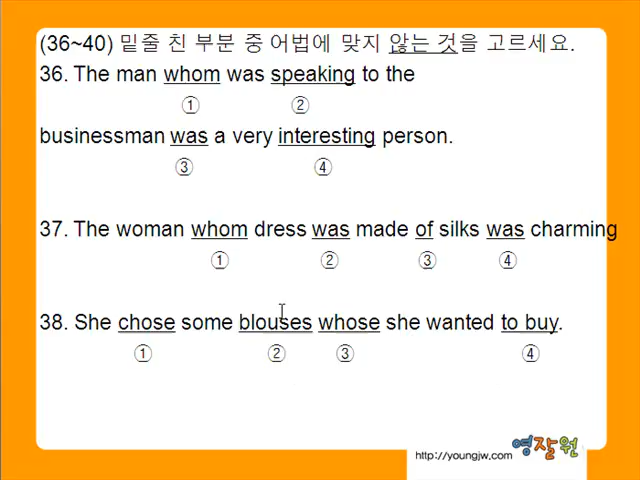 (36~40) 밑줄 친 부분 중 어법에 맞지 않는 것을 고르세요.
36. The man whom was speaking to the
① ②
businessman was a very interesting person.
③ ④
37. The woman whom dress was made of silks was charming
① ② ③ ④
38. She chose some blouses whose she wanted to buy.
① ② ③ ④
영잘원
http://youngjw.com